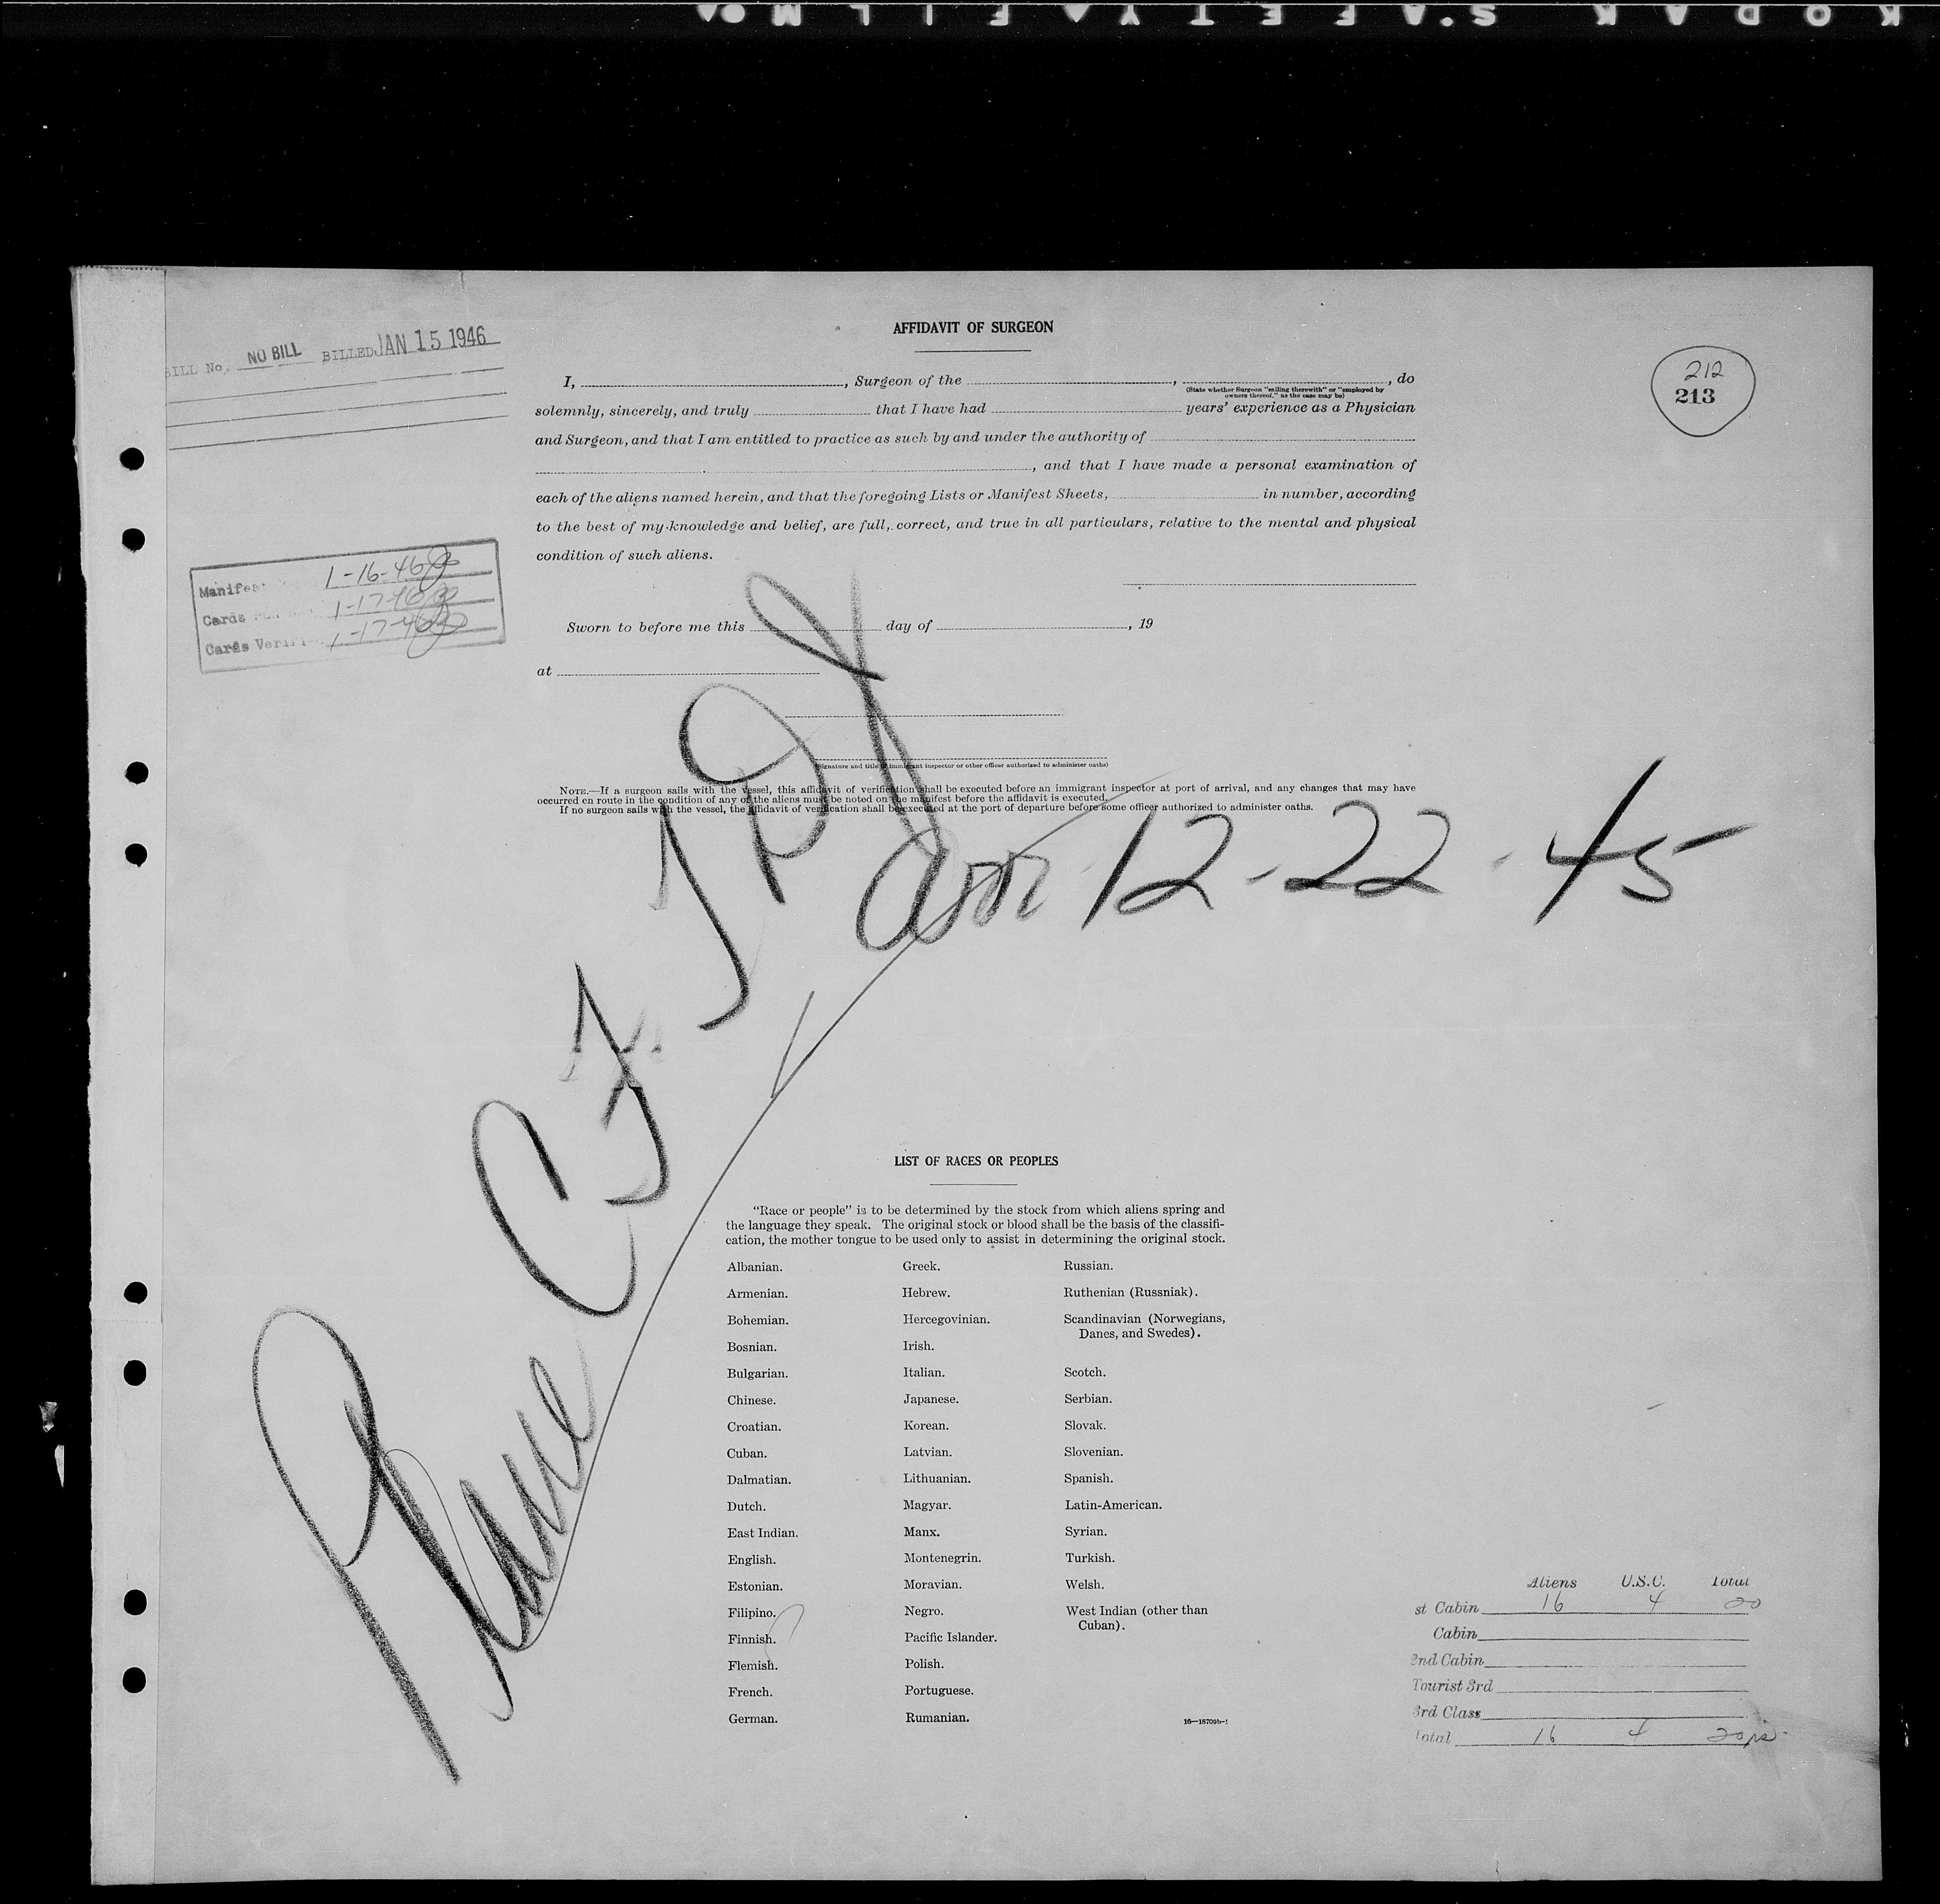 KODAK S'AFETY FILM
BILL No. NO BILL BILLED JAN 15 1946
AFFIDAVIT OF SURGEON
212
213
I, , Surgeon of the , , do
(State whether Surgeon "sailing therewith" or "employed by
owners thereof," as the case may be)
solemnly, sincerely, and truly that I have had years' experience as a Physician
and Surgeon, and that I am entitled to practice as such by and under the authority of
, and that I have made a personal examination of
each of the aliens named herein, and that the foregoing Lists or Manifest Sheets, in number, according
to the best of my knowledge and belief, are full, correct, and true in all particulars, relative to the mental and physical
condition of such aliens.
Manifest 1-16-46
Cards 1-17-46
Cards Verifi 1-17-46
Sworn to before me this day of , 19
at
(Signature and title of immigrant inspector or other officer authorized to administer oaths)
NOTE.—If a surgeon sails with the vessel, this affidavit of verification shall be executed before an immigrant inspector at port of arrival, and any changes that may have
occurred en route in the condition of any of the aliens must be noted on the manifest before the affidavit is executed.
If no surgeon sails with the vessel, the affidavit of verification shall be executed at the port of departure before some officer authorized to administer oaths.
Plane CF
arr 12-22-45
LIST OF RACES OR PEOPLES
"Race or people" is to be determined by the stock from which aliens spring and
the language they speak. The original stock or blood shall be the basis of the classifi-
cation, the mother tongue to be used only to assist in determining the original stock.
Albanian.
Armenian.
Bohemian.
Bosnian.
Bulgarian.
Chinese.
Croatian.
Cuban.
Dalmatian.
Dutch.
East Indian.
English.
Estonian.
Filipino.
Finnish.
Flemish.
French.
German.
Greek.
Hebrew.
Hercegovinian.
Irish.
Italian.
Japanese.
Korean.
Latvian.
Lithuanian.
Magyar.
Manx.
Montenegrin.
Moravian.
Negro.
Pacific Islander.
Polish.
Portuguese.
Rumanian.
Russian.
Ruthenian (Russniak).
Scandinavian (Norwegians,
Danes, and Swedes).
Scotch.
Serbian.
Slovak.
Slovenian.
Spanish.
Latin-American.
Syrian.
Turkish.
Welsh.
West Indian (other than
Cuban).
16—18709b-1
Aliens U.S.C. Total
st Cabin 16 4 20
Cabin
2nd Cabin
Tourist 3rd
3rd Class
Total 16 4 20